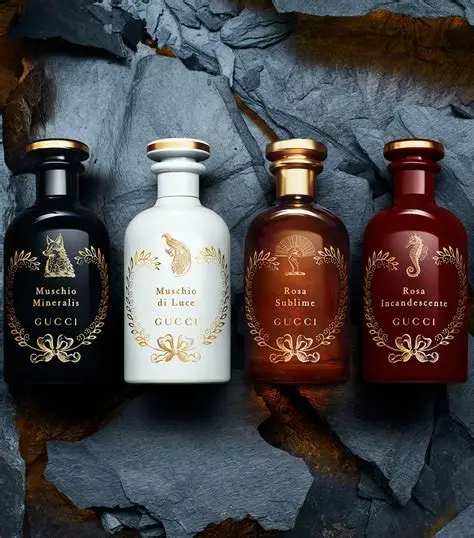 Muschio
Mineralis
GUCCI
Muschio
di Luce
GUCCI
Rosa
Sublime
GUCCI
Rosa
Incandescente
GUCCI